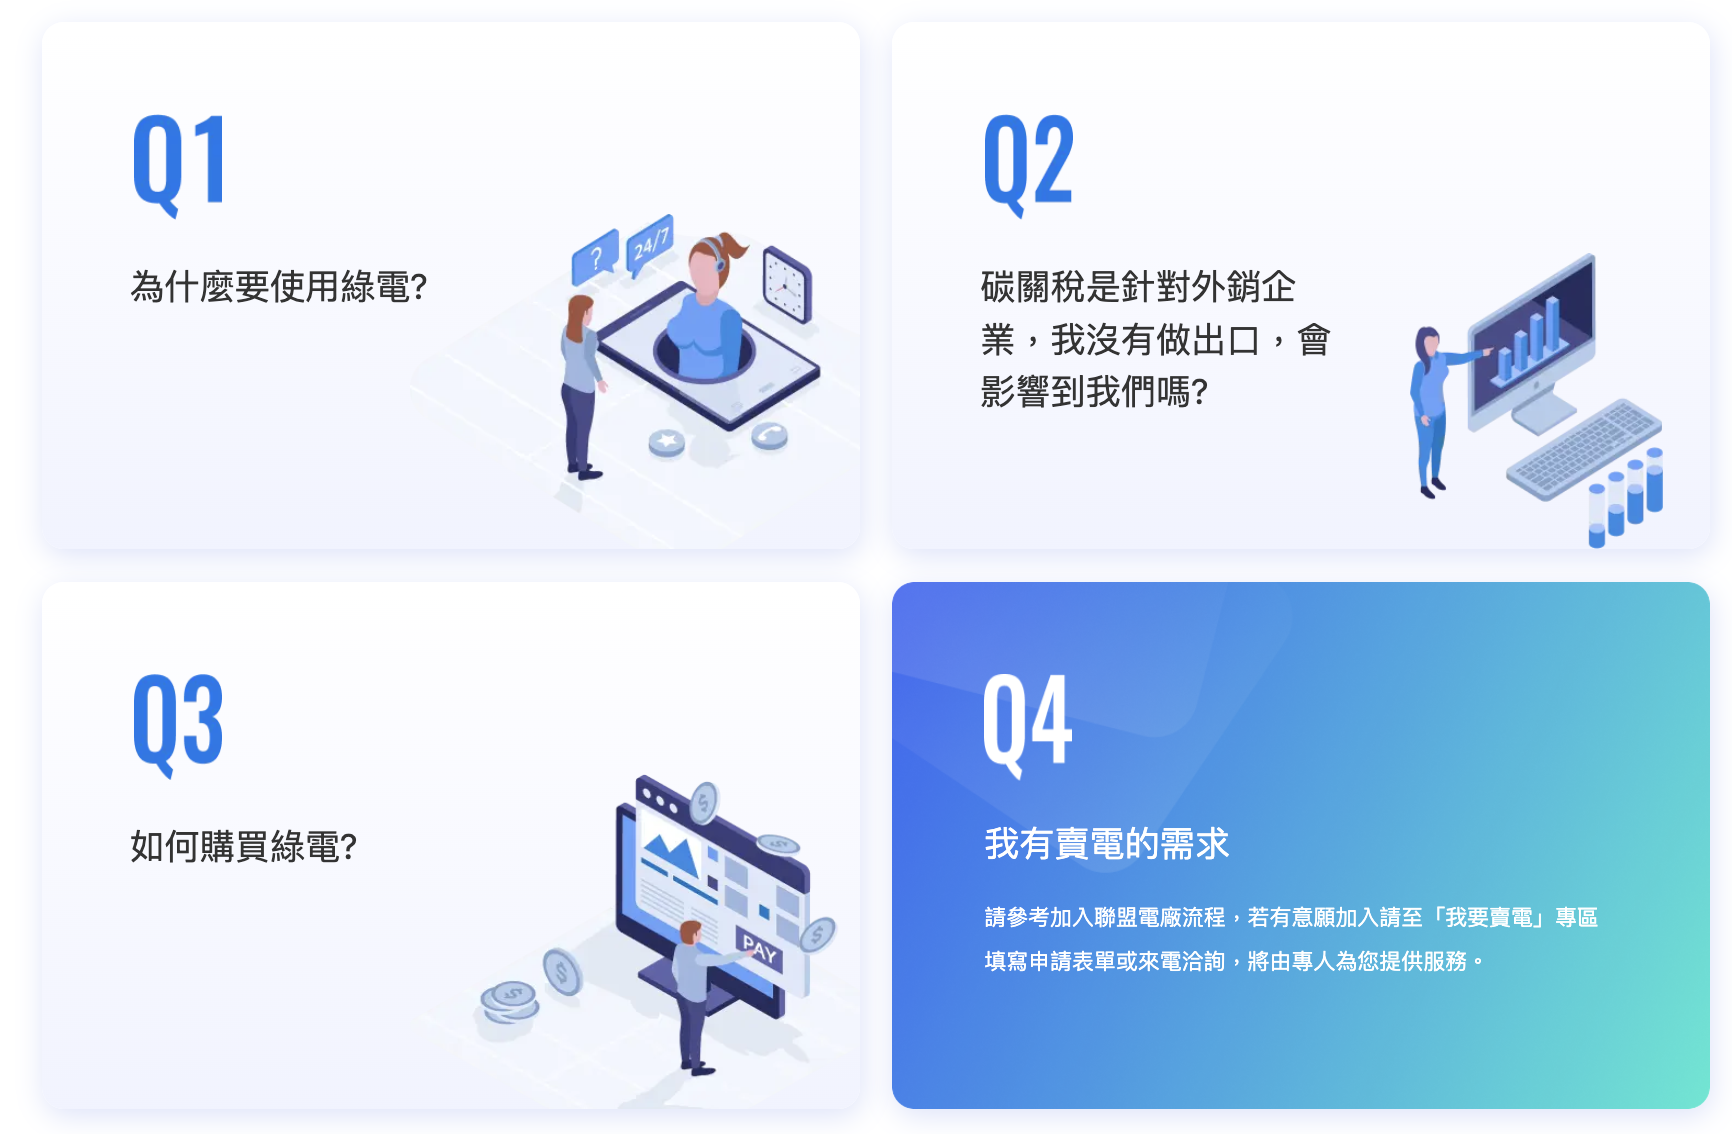 Q1
為什麼要使用綠電?
?
24/7
Q2
碳關稅是針對外銷企
業，我沒有做出口，會
影響到我們嗎?
Q3
如何購買綠電?
$
$
$
PAY
$
$
Q4
我有賣電的需求
請參考加入聯盟電廠流程，若有意願加入請至「我要賣電」專區
填寫申請表單或來電洽詢，將由專人為您提供服務。